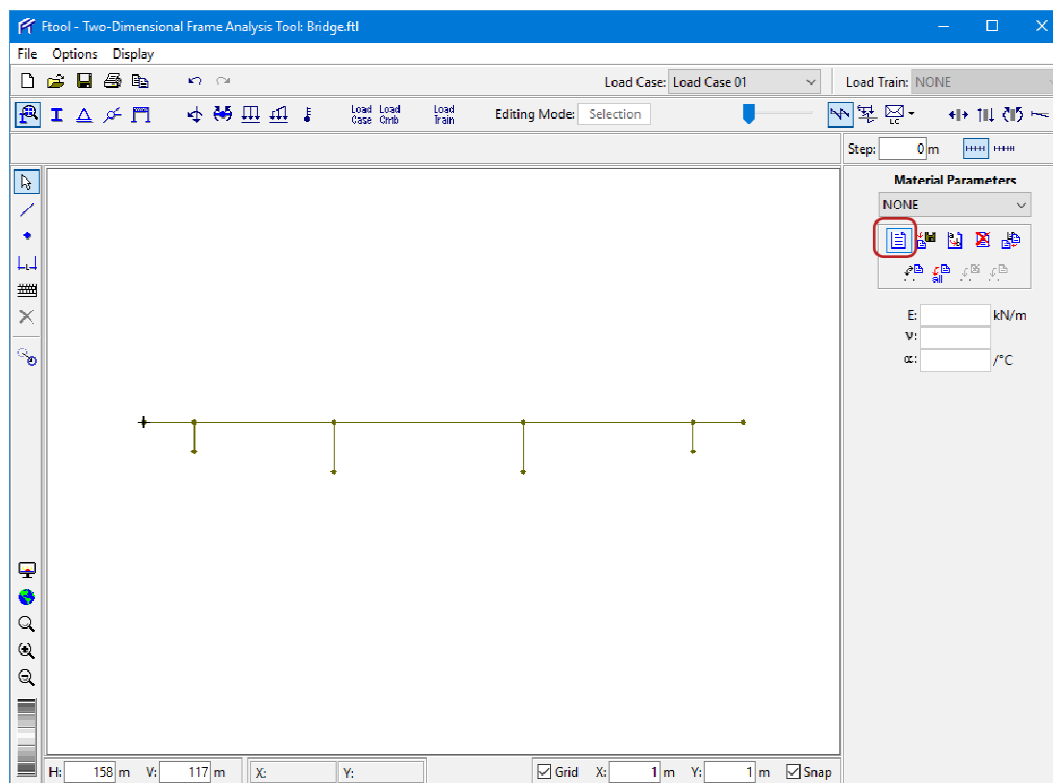 Ftool - Two-Dimensional Frame Analysis Tool: Bridge.ftl
File Options Display
Load Case: Load Case 01 Load Train: NONE
Load Case Load Cmb Load Train Editing Mode: Selection LC
Step: 0 m
Material Parameters
NONE
all
E: kN/m
ν:
α: /°C
H: 158 m V: 117 m X: Y: Grid X: 1 m Y: 1 m Snap